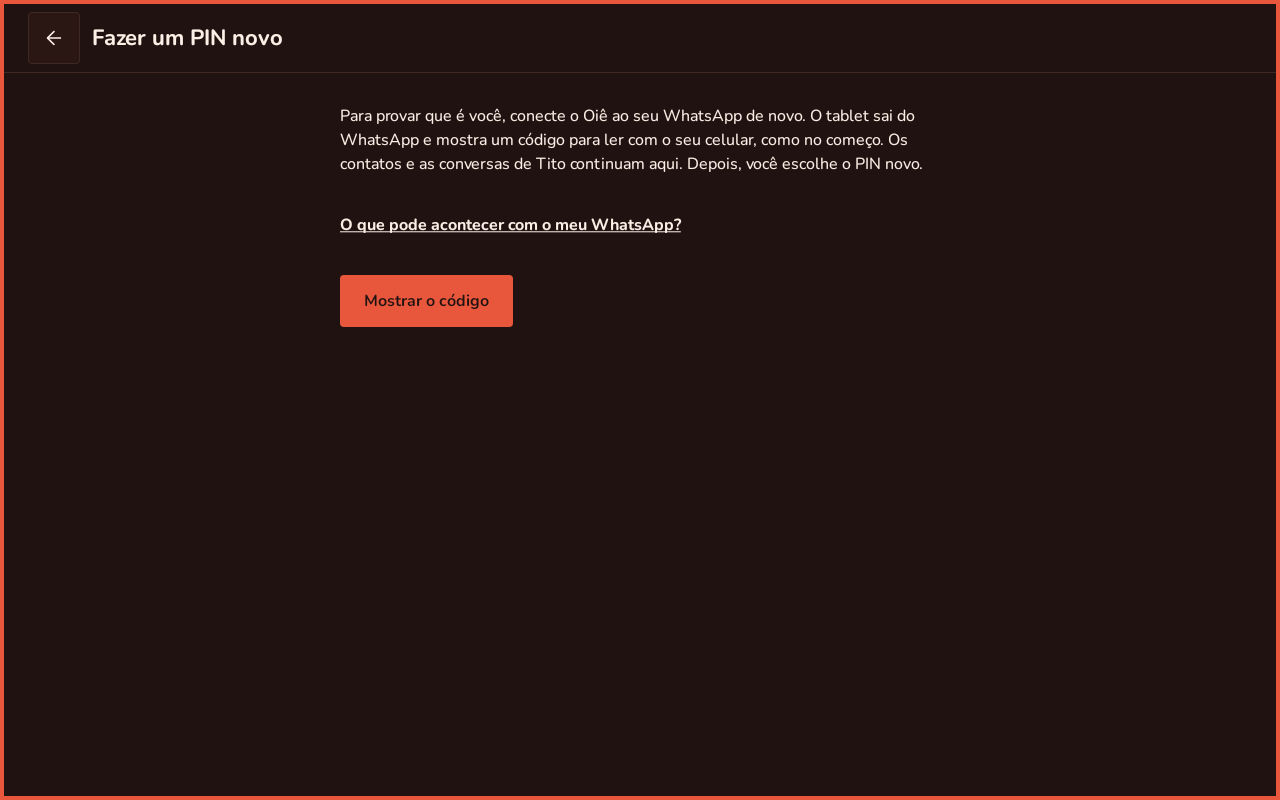 Fazer um PIN novo
Para provar que é você, conecte o Oiê ao seu WhatsApp de novo. O tablet sai do
WhatsApp e mostra um código para ler com o seu celular, como no começo. Os
contatos e as conversas de Tito continuam aqui. Depois, você escolhe o PIN novo.
O que pode acontecer com o meu WhatsApp?
Mostrar o código